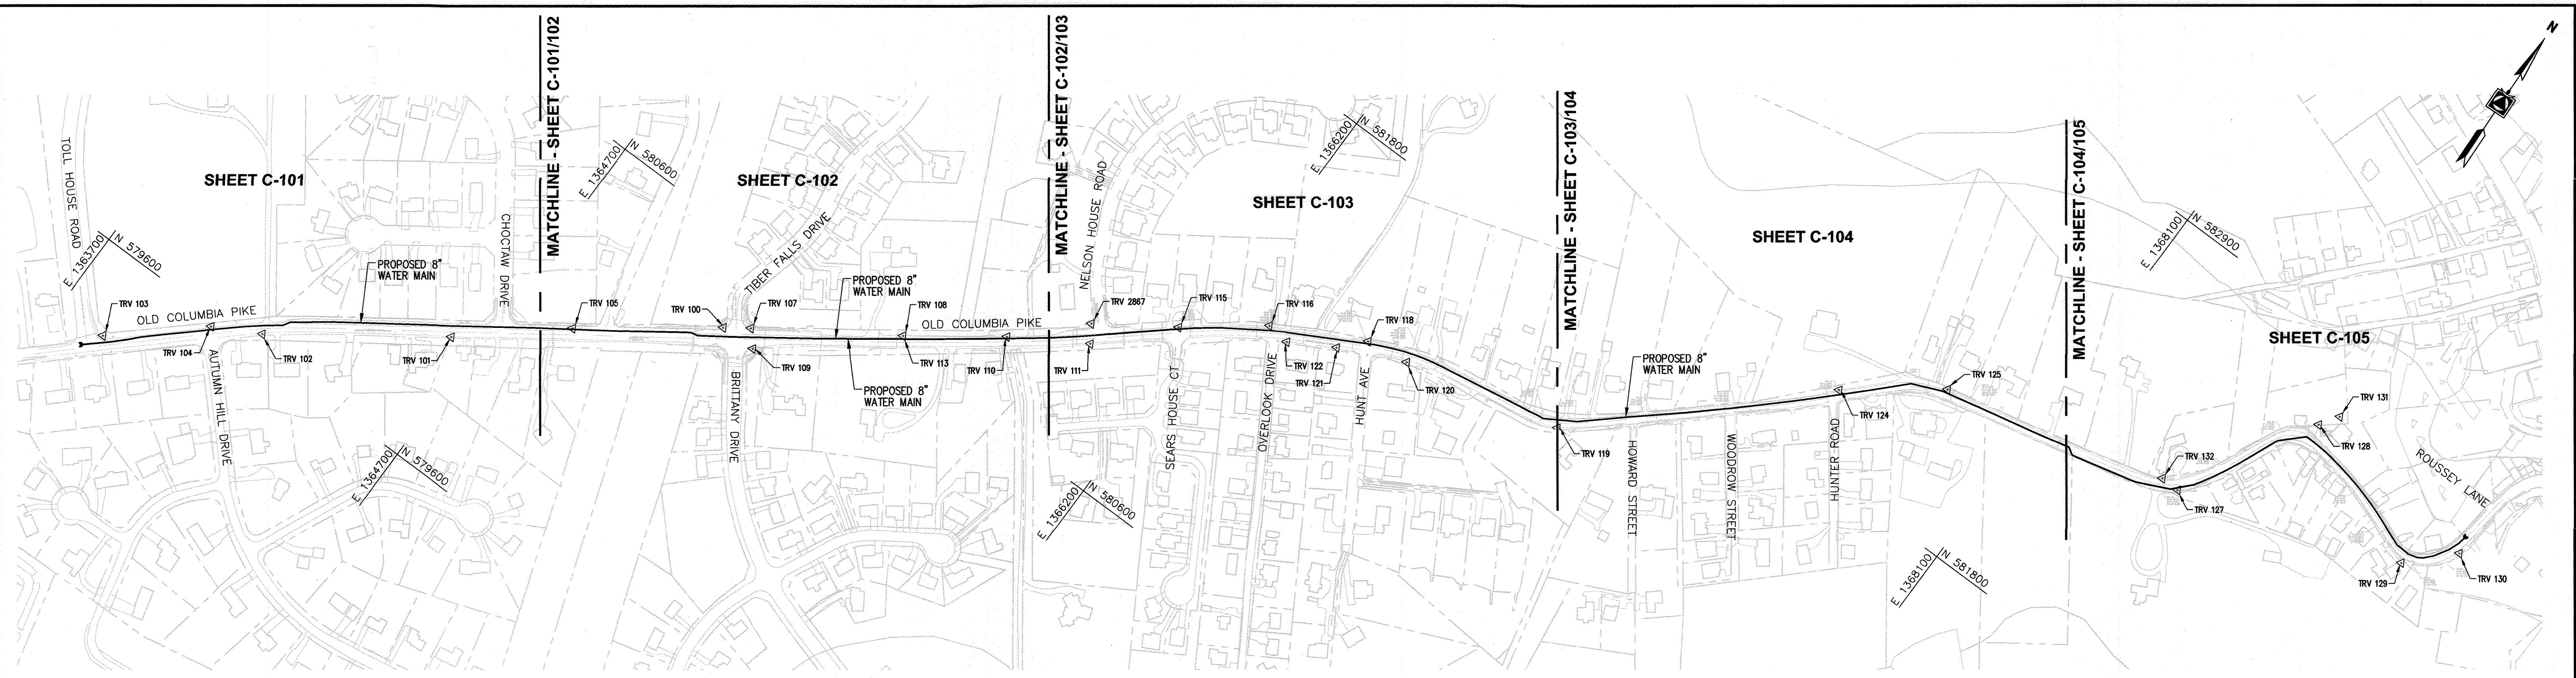 N
MATCHLINE - SHEET C-101/102
MATCHLINE - SHEET C-102/103
MATCHLINE - SHEET C-103/104
MATCHLINE - SHEET C-104/105
SHEET C-101
TOLL HOUSE ROAD
E 1363700
N 579600
TRV 103
OLD COLUMBIA PIKE
PROPOSED 8"
WATER MAIN
CHOCTAW DRIVE
TRV 104
AUTUMN HILL DRIVE
TRV 102
TRV 101
E 1364700
N 579600
SHEET C-102
E 1364700
N 580600
TRV 105
TRV 100
TRV 107
TIBER FALLS DRIVE
PROPOSED 8"
WATER MAIN
TRV 108
OLD COLUMBIA PIKE
BRITTANY DRIVE
TRV 109
PROPOSED 8"
WATER MAIN
TRV 113
TRV 110
SHEET C-103
NELSON HOUSE ROAD
E 1366200
N 581800
TRV 2867
TRV 115
TRV 116
TRV 118
TRV 111
SEARS HOUSE CT
OVERLOOK DRIVE
TRV 122
TRV 121
HUNT AVE
TRV 120
E 1366200
N 580600
SHEET C-104
TRV 119
PROPOSED 8"
WATER MAIN
HOWARD STREET
WOODROW STREET
HUNTER ROAD
TRV 124
TRV 125
E 1368100
N 581800
SHEET C-105
E 1368100
N 582900
TRV 132
TRV 127
TRV 131
TRV 128
ROUSSEY LANE
TRV 129
TRV 130